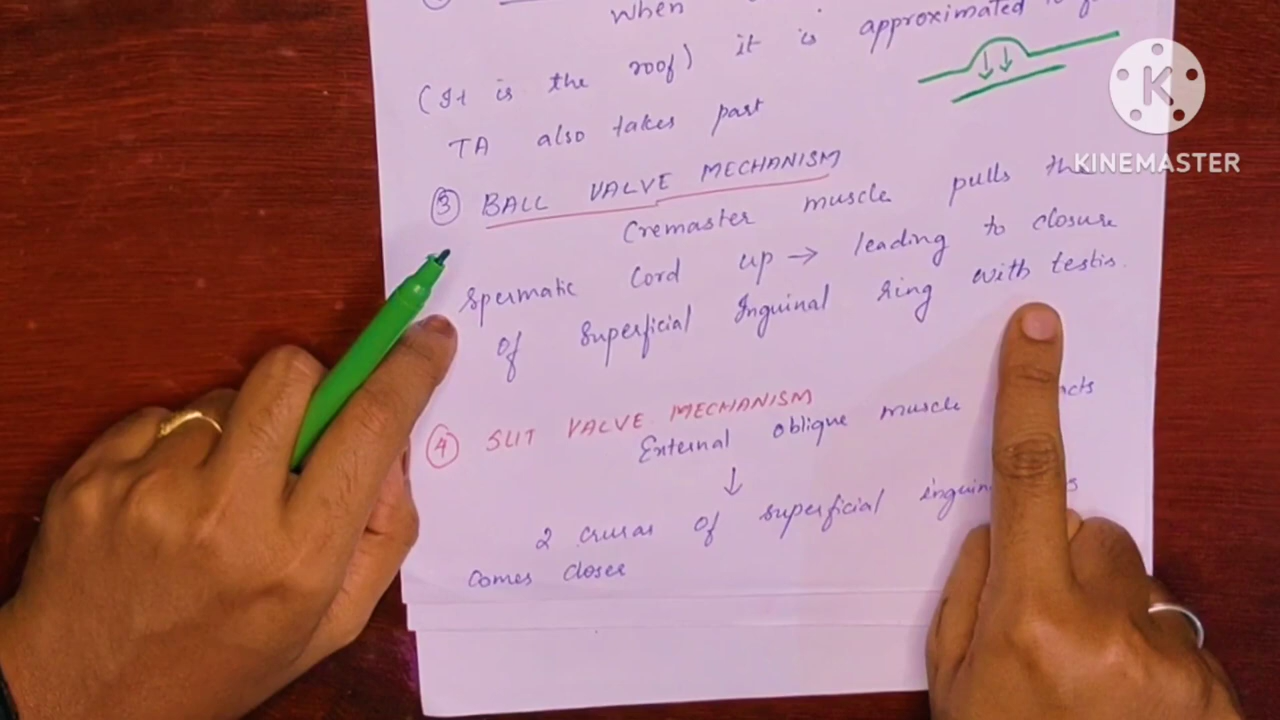 When
(It is the roof) it is approximated
TA also takes part
③ BALL VALVE MECHANISM
Cremaster muscle pulls the
spermatic cord up → leading to closure
of superficial Inguinal ring with testis.
④ SLIT VALVE MECHANISM
External oblique muscle
↓
2 cruras of superficial
comes closer
K
KINEMASTER